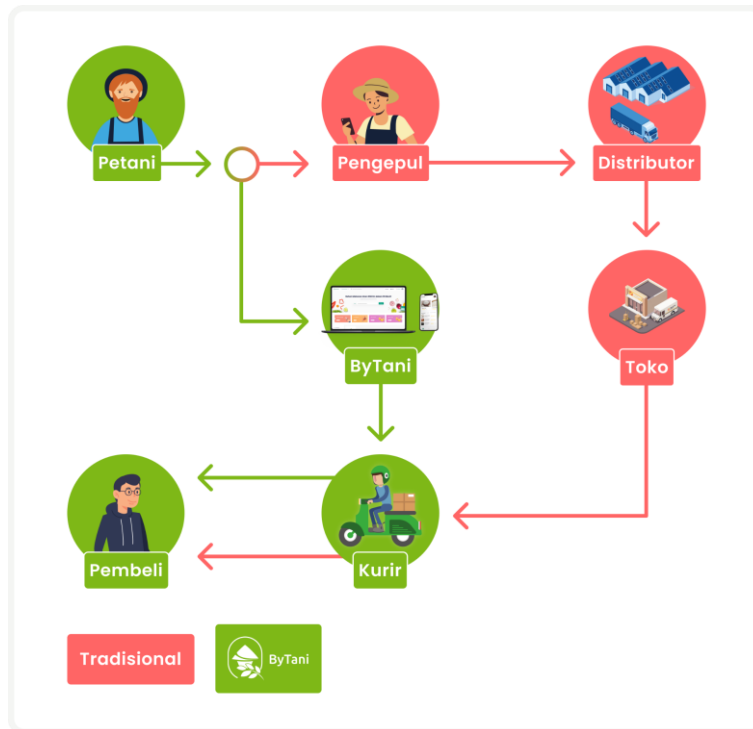 Petani
Pengepul
Distributor
ByTani
Toko
Pembeli
Kurir
Tradisional
ByTani